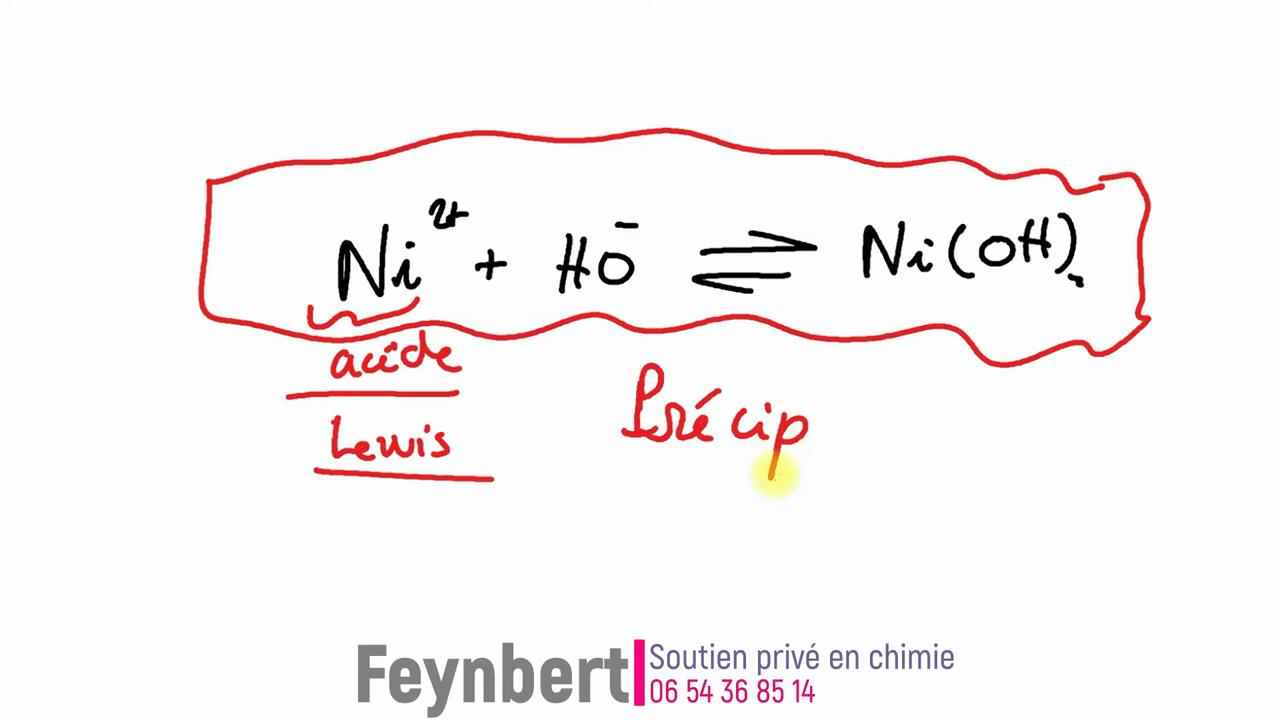 Ni²⁺ + HO⁻ ⇌ Ni(OH)₂
acide
Lewis
Précip
Feynbert
Soutien privé en chimie
06 54 36 85 14